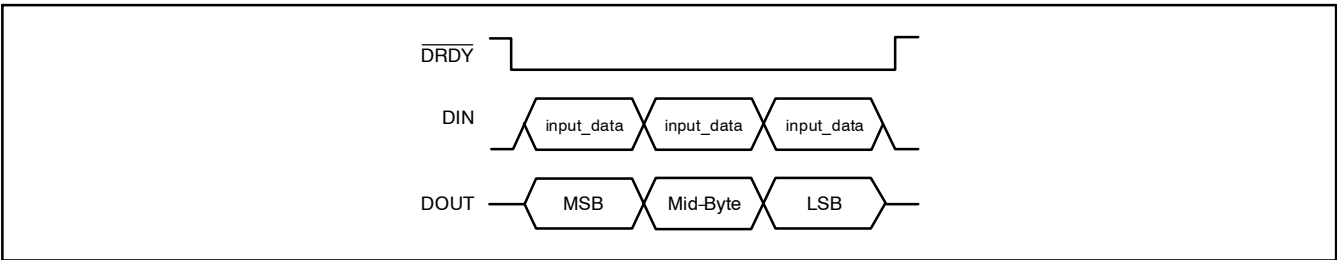 DRDY
DIN input_data input_data input_data
DOUT MSB Mid-Byte LSB